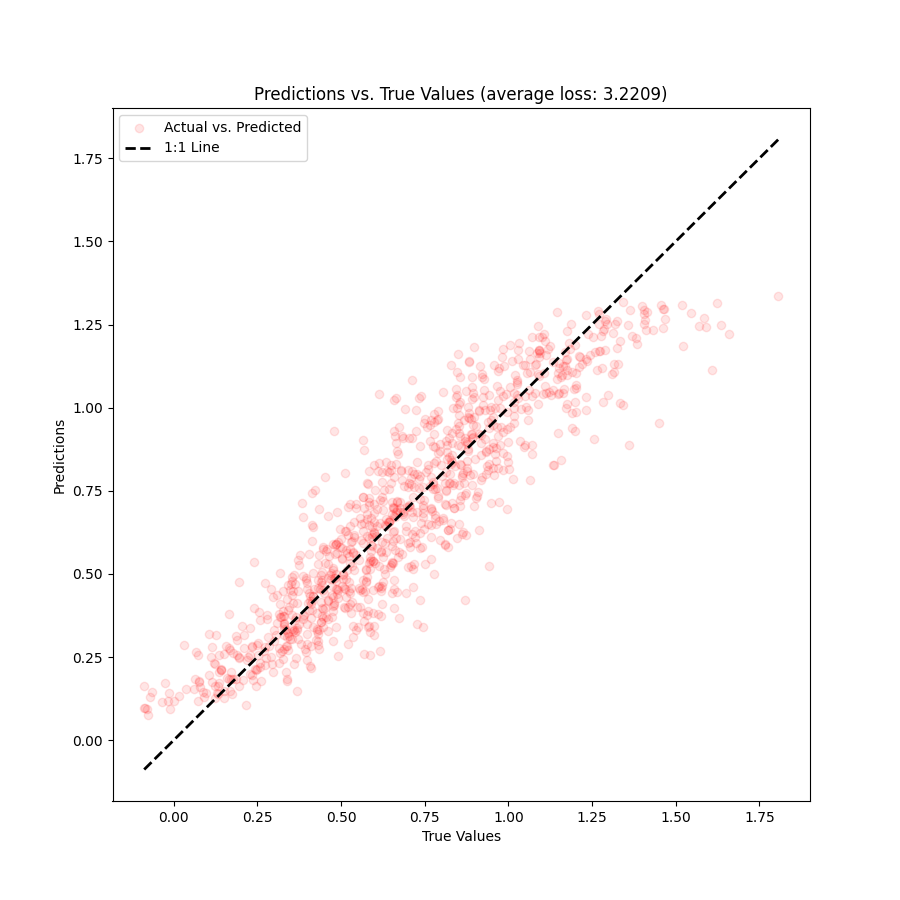 Predictions vs. True Values (average loss: 3.2209)
Actual vs. Predicted
1:1 Line
1.75
1.50
1.25
1.00
0.75
0.50
0.25
0.00
Predictions
0.00 0.25 0.50 0.75 1.00 1.25 1.50 1.75
True Values